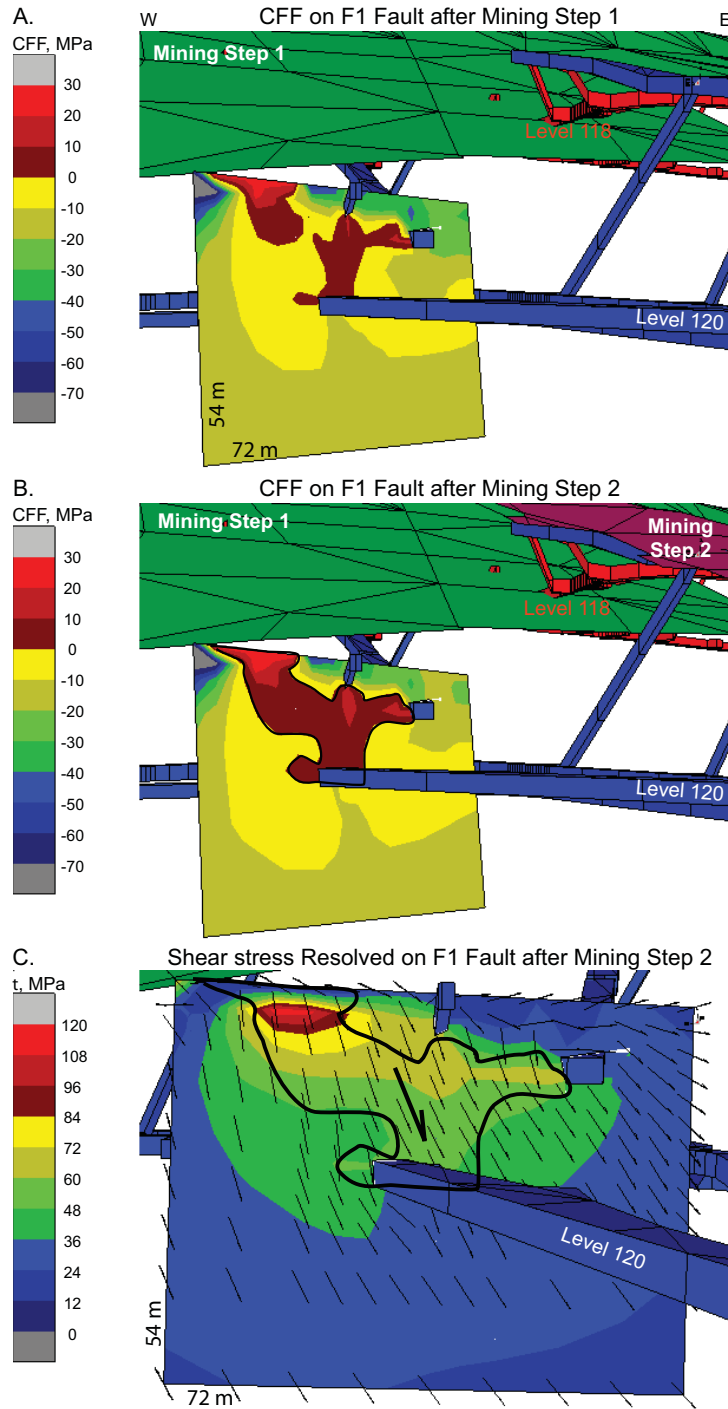 A.
W
CFF on F1 Fault after Mining Step 1
E
CFF, MPa
30
20
10
0
-10
-20
-30
-40
-50
-60
-70
Mining Step 1
Level 118
Level 120
54 m
72 m
B.
CFF on F1 Fault after Mining Step 2
CFF, MPa
30
20
10
0
-10
-20
-30
-40
-50
-60
-70
Mining Step 1
Mining
Step 2
Level 118
Level 120
C.
Shear stress Resolved on F1 Fault after Mining Step 2
t, MPa
120
108
96
84
72
60
48
36
24
12
0
Level 120
54 m
72 m